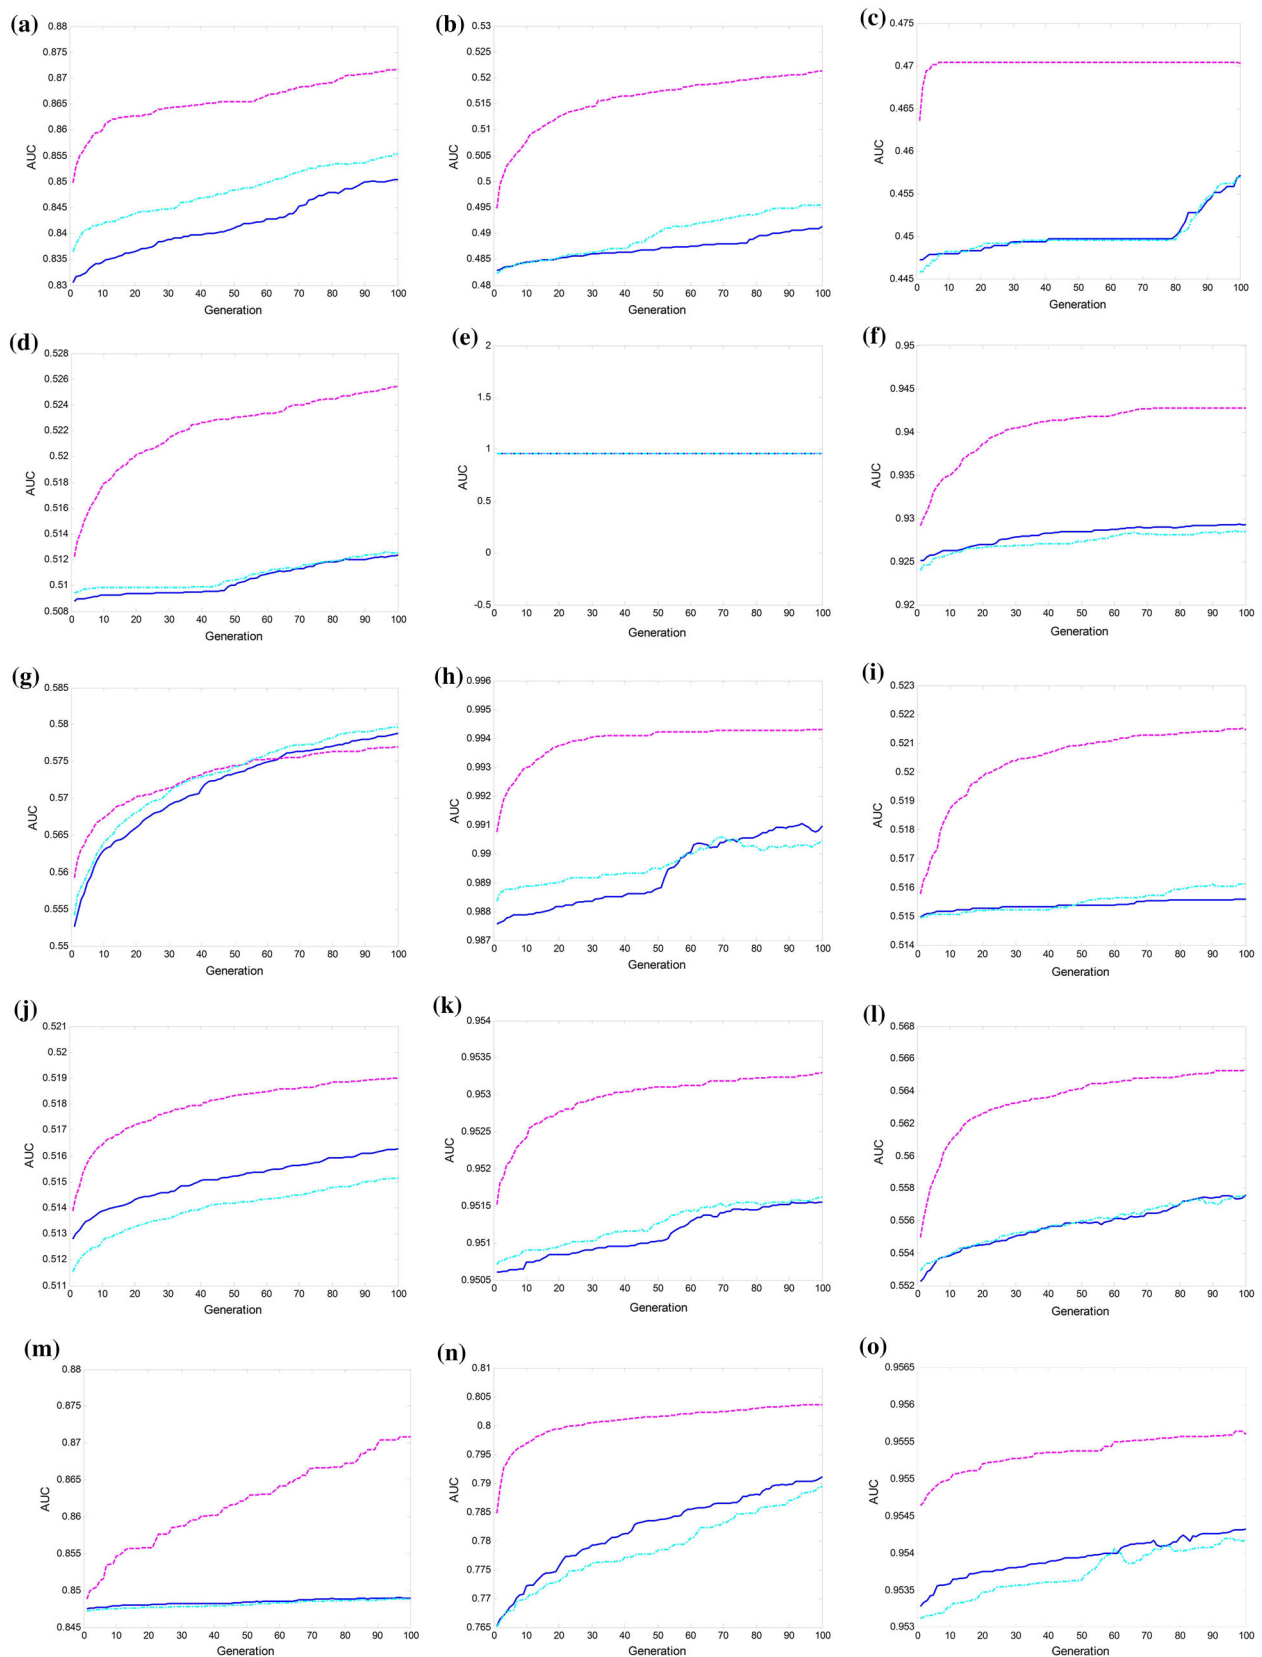 (a)
0.88
0.875
0.87
0.865
0.86
0.855
0.85
0.845
0.84
0.835
0.83
AUC
0 10 20 30 40 50 60 70 80 90 100
Generation
(b)
0.53
0.525
0.52
0.515
0.51
0.505
0.5
0.495
0.49
0.485
0.48
AUC
0 10 20 30 40 50 60 70 80 90 100
Generation
(c)
0.475
0.47
0.465
0.46
0.455
0.45
0.445
AUC
0 10 20 30 40 50 60 70 80 90 100
Generation
(d)
0.528
0.526
0.524
0.522
0.52
0.518
0.516
0.514
0.512
0.51
0.508
AUC
0 10 20 30 40 50 60 70 80 90 100
Generation
(e)
2
1.5
1
0.5
0
-0.5
AUC
0 10 20 30 40 50 60 70 80 90 100
Generation
(f)
0.95
0.945
0.94
0.935
0.93
0.925
0.92
AUC
0 10 20 30 40 50 60 70 80 90 100
Generation
(g)
0.585
0.58
0.575
0.57
0.565
0.56
0.555
0.55
AUC
0 10 20 30 40 50 60 70 80 90 100
Generation
(h)
0.996
0.995
0.994
0.993
0.992
0.991
0.99
0.989
0.988
0.987
AUC
0 10 20 30 40 50 60 70 80 90 100
Generation
(i)
0.523
0.522
0.521
0.52
0.519
0.518
0.517
0.516
0.515
0.514
AUC
0 10 20 30 40 50 60 70 80 90 100
Generation
(j)
0.521
0.52
0.519
0.518
0.517
0.516
0.515
0.514
0.513
0.512
0.511
AUC
0 10 20 30 40 50 60 70 80 90 100
Generation
(k)
0.954
0.9535
0.953
0.9525
0.952
0.9515
0.951
0.9505
AUC
0 10 20 30 40 50 60 70 80 90 100
Generation
(l)
0.568
0.566
0.564
0.562
0.56
0.558
0.556
0.554
0.552
AUC
0 10 20 30 40 50 60 70 80 90 100
Generation
(m)
0.88
0.875
0.87
0.865
0.86
0.855
0.85
0.845
AUC
0 10 20 30 40 50 60 70 80 90 100
Generation
(n)
0.81
0.805
0.8
0.795
0.79
0.785
0.78
0.775
0.77
0.765
AUC
0 10 20 30 40 50 60 70 80 90 100
Generation
(o)
0.9565
0.956
0.9555
0.955
0.9545
0.954
0.9535
0.953
AUC
0 10 20 30 40 50 60 70 80 90 100
Generation